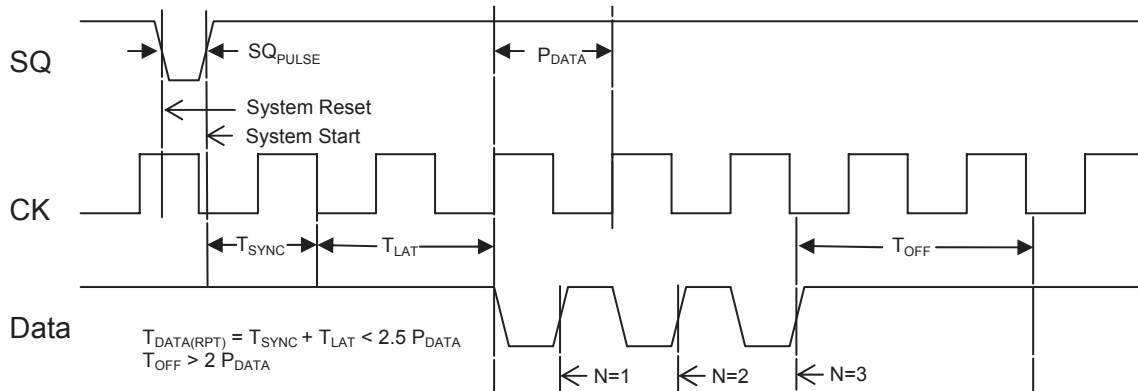 SQ
SQPULSE
PDATA
System Reset
System Start
CK
TSYNC
TLAT
TOFF
Data
TDATA(RPT) = TSYNC + TLAT < 2.5 PDATA
TOFF > 2 PDATA
N=1
N=2
N=3